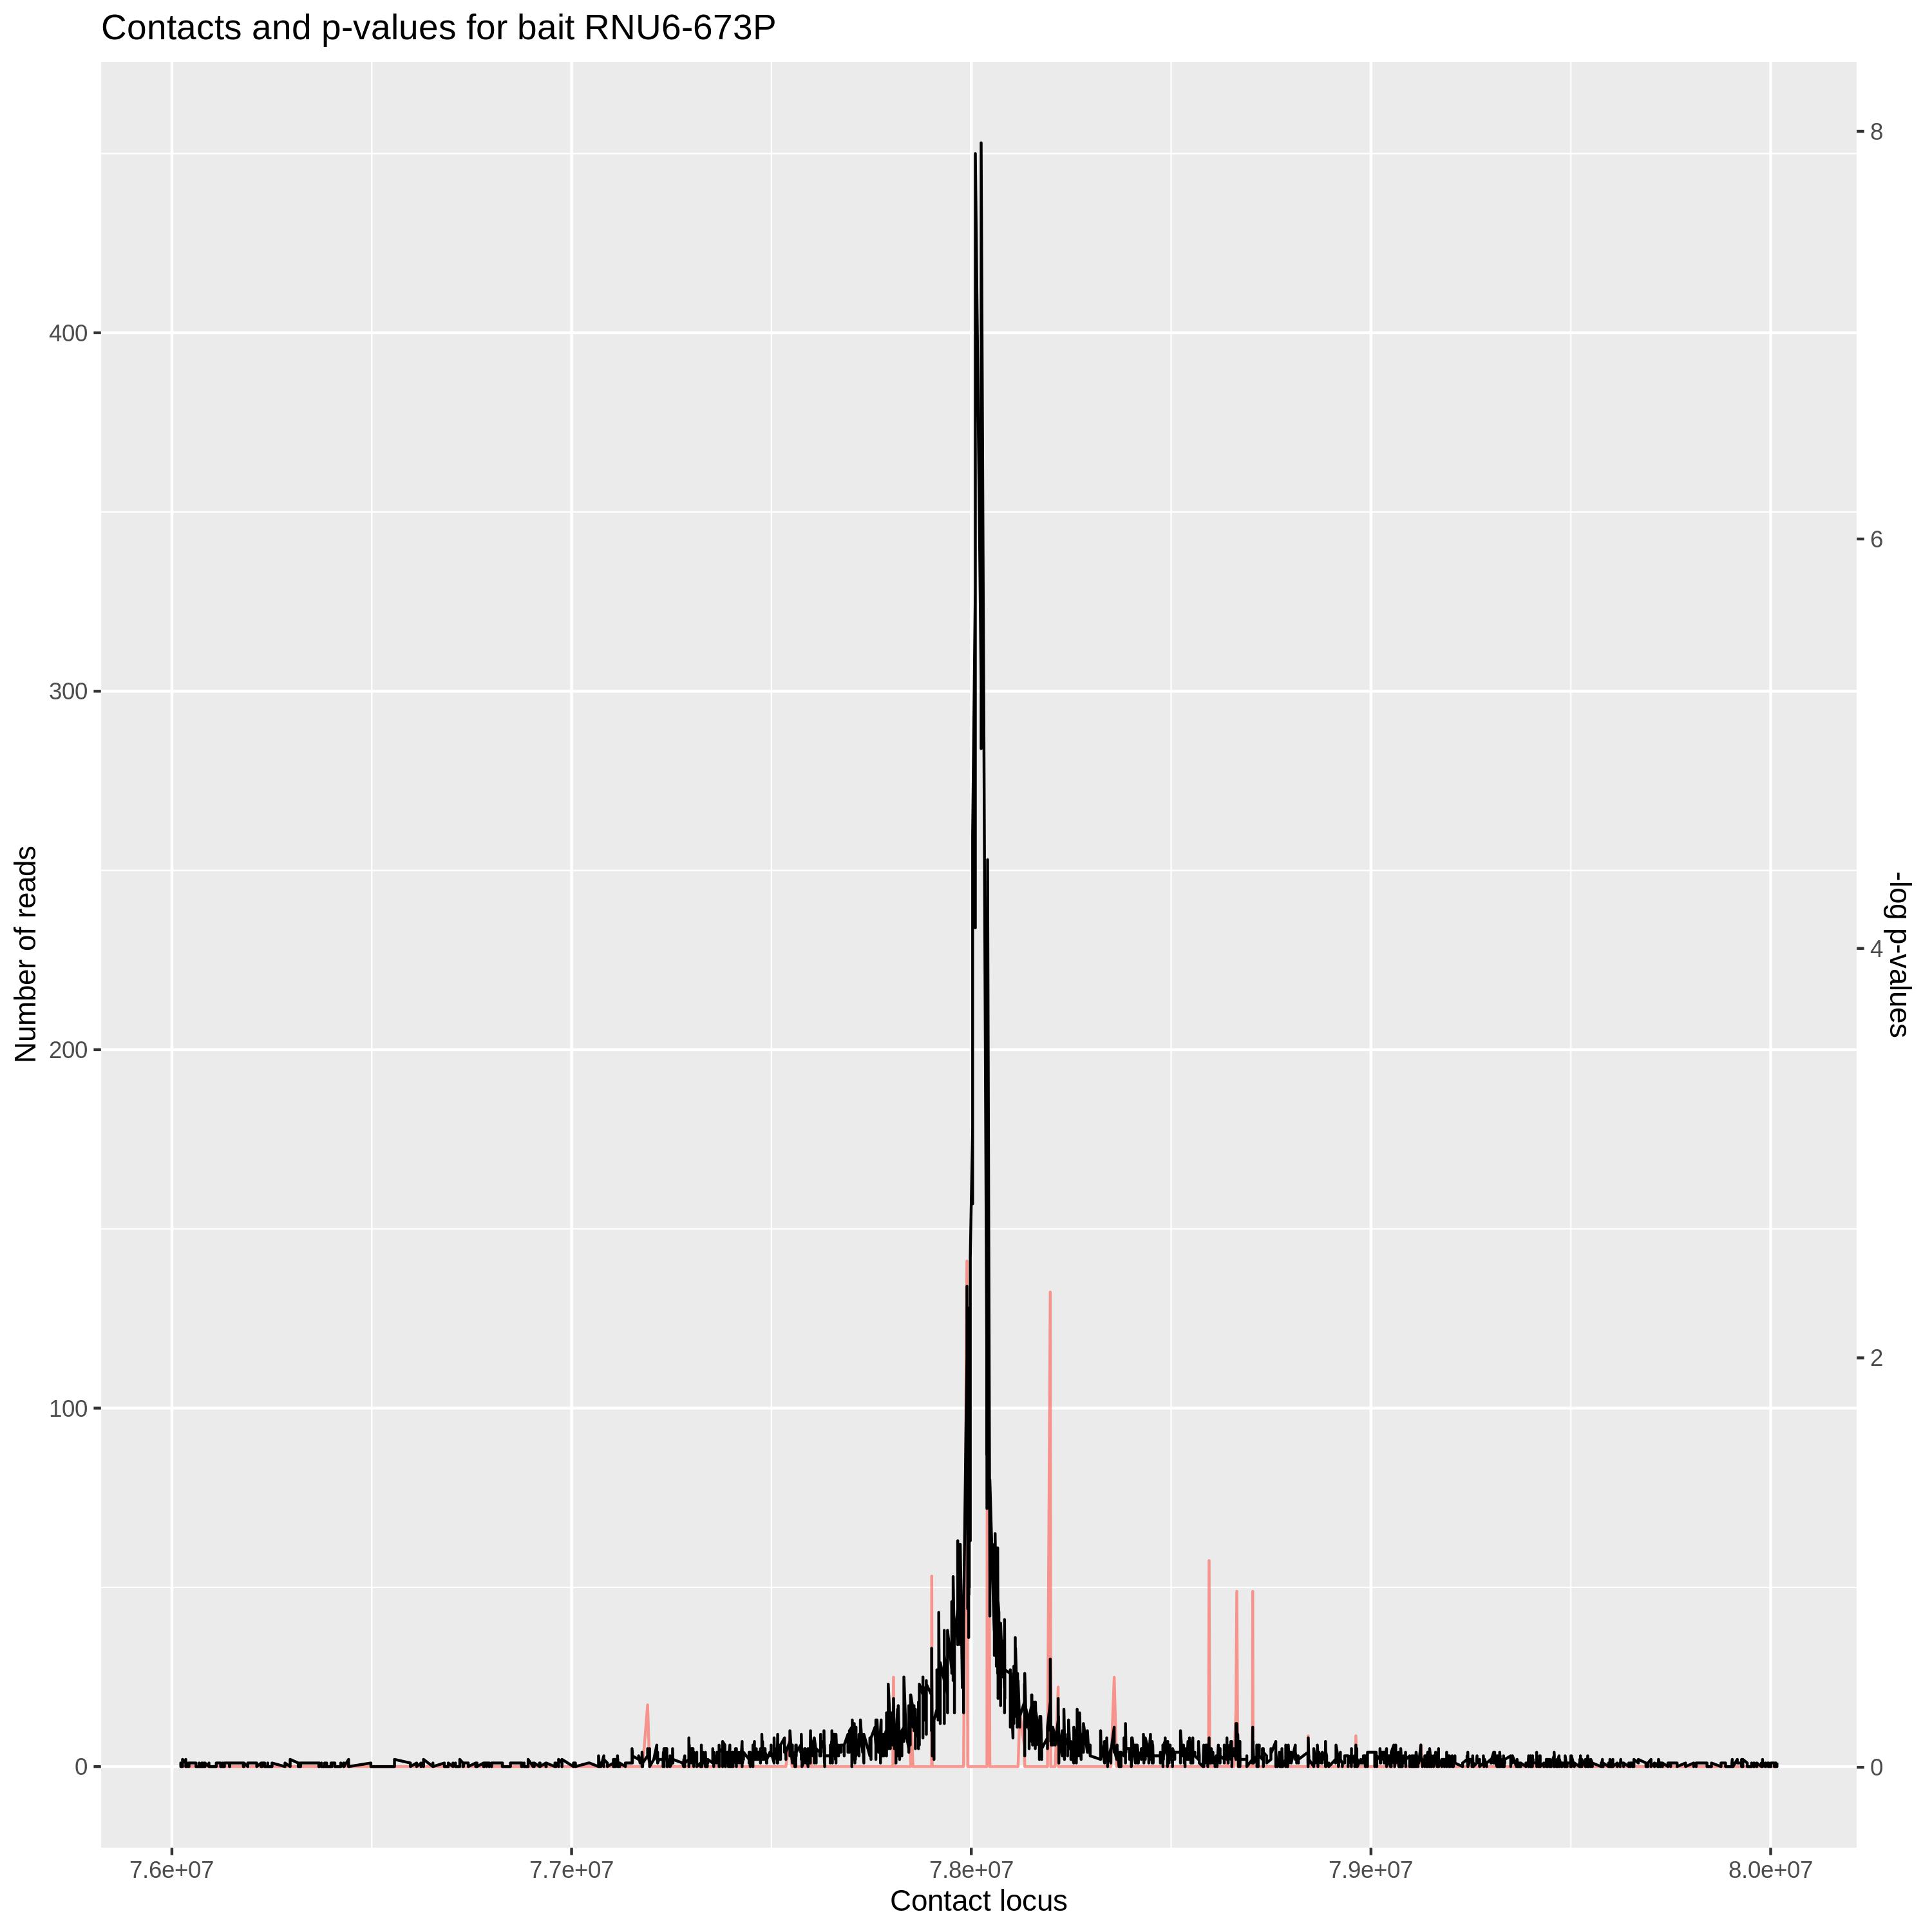 Contacts and p-values for bait RNU6-673P
Number of reads
400
300
200
100
0
8
6
4
2
0
-log p-values
7.6e+07 7.7e+07 7.8e+07 7.9e+07 8.0e+07
Contact locus